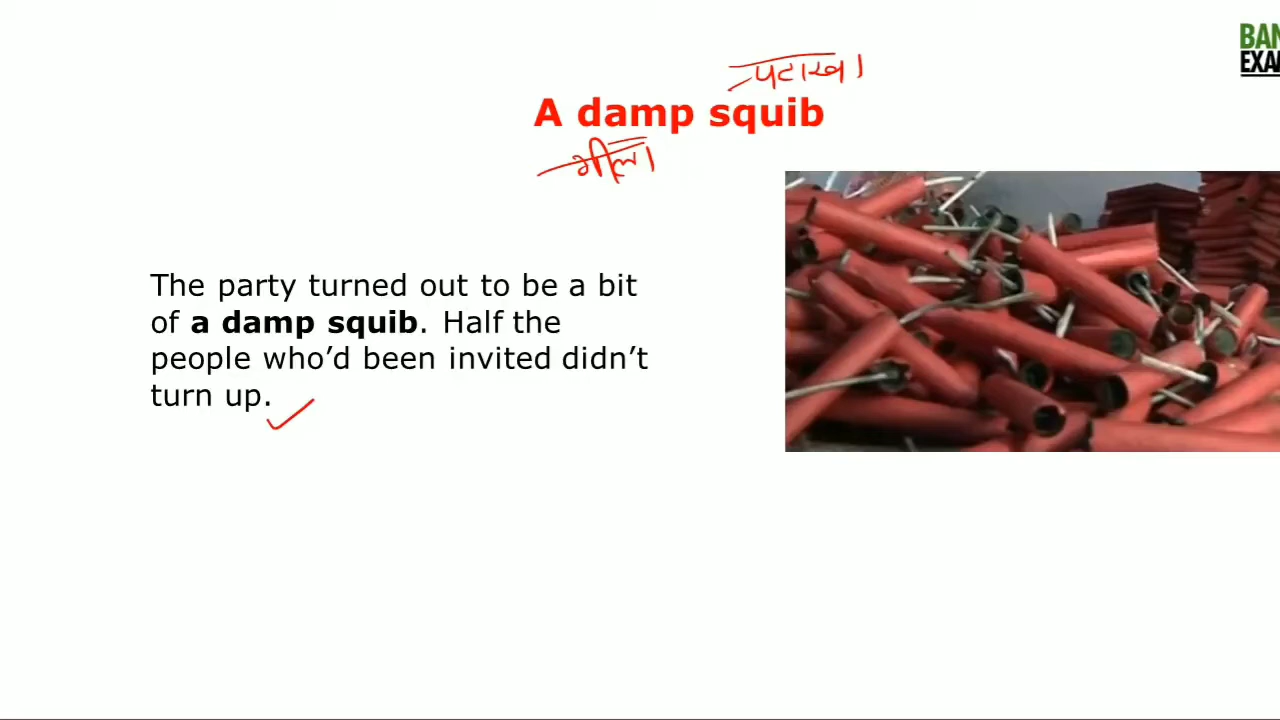 पटाखा
A damp squib
गीला
BAN
EXA
The party turned out to be a bit
of a damp squib. Half the
people who’d been invited didn’t
turn up.